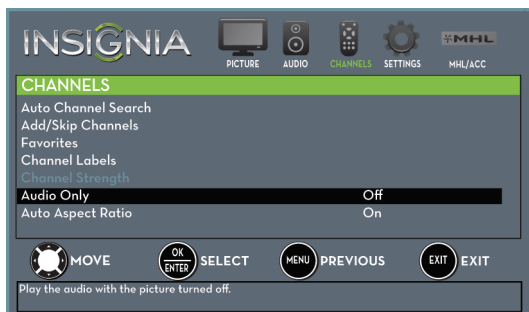 INSIGNIA
PICTURE AUDIO CHANNELS SETTINGS MHL MHL/ACC
CHANNELS
Auto Channel Search
Add/Skip Channels
Favorites
Channel Labels
Channel Strength
Audio Only Off
Auto Aspect Ratio On
MOVE OK ENTER SELECT MENU PREVIOUS EXIT EXIT
Play the audio with the picture turned off.